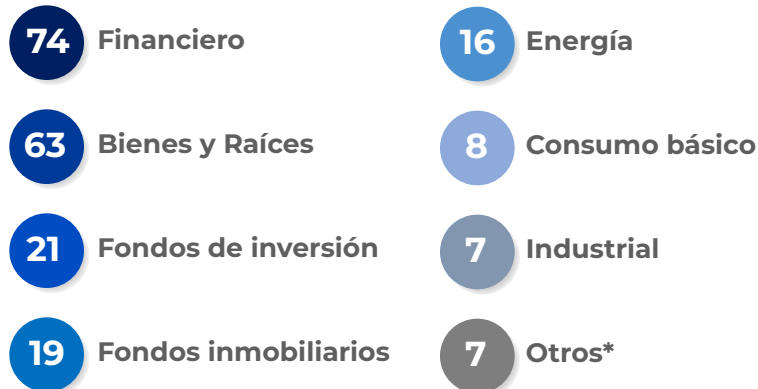 74 Financiero
63 Bienes y Raíces
21 Fondos de inversión
19 Fondos inmobiliarios
16 Energía
8 Consumo básico
7 Industrial
7 Otros*